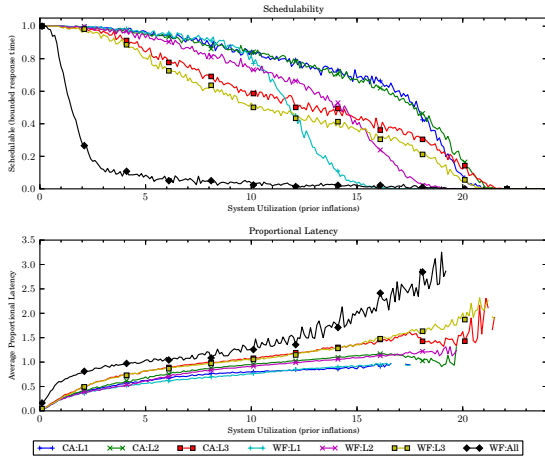 Schedulability
1.0
0.8
0.6
0.4
0.2
0.0
Schedulable (bounded response time)
0 5 10 15 20
System Utilization (prior inflations)
Proportional Latency
3.5
3.0
2.5
2.0
1.5
1.0
0.5
0.0
Average Proportional Latency
0 5 10 15 20
System Utilization (prior inflations)
CA:L1 CA:L2 CA:L3 WF:L1 WF:L2 WF:L3 WF:All